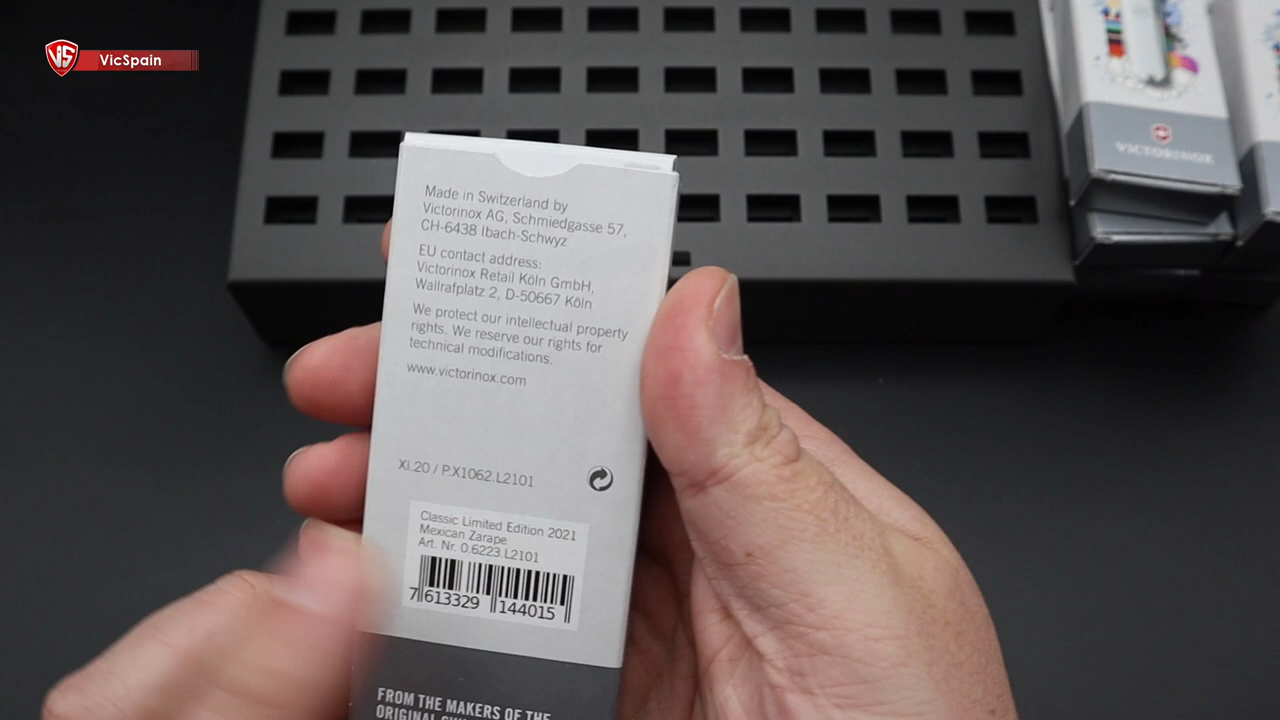 VS VicSpain
VICTORINOX
Made in Switzerland by
Victorinox AG, Schmiedgasse 57,
CH-6438 Ibach-Schwyz
EU contact address:
Victorinox Retail Köln GmbH,
Wallrafplatz 2, D-50667 Köln
We protect our intellectual property
rights. We reserve our rights for
technical modifications.
www.victorinox.com
XI.20 / P.X1062.L2101
Classic Limited Edition 2021
Mexican Zarape
Art. Nr. 0.6223.L2101
7 613329 144015
FROM THE MAKERS OF THE
ORIGINAL